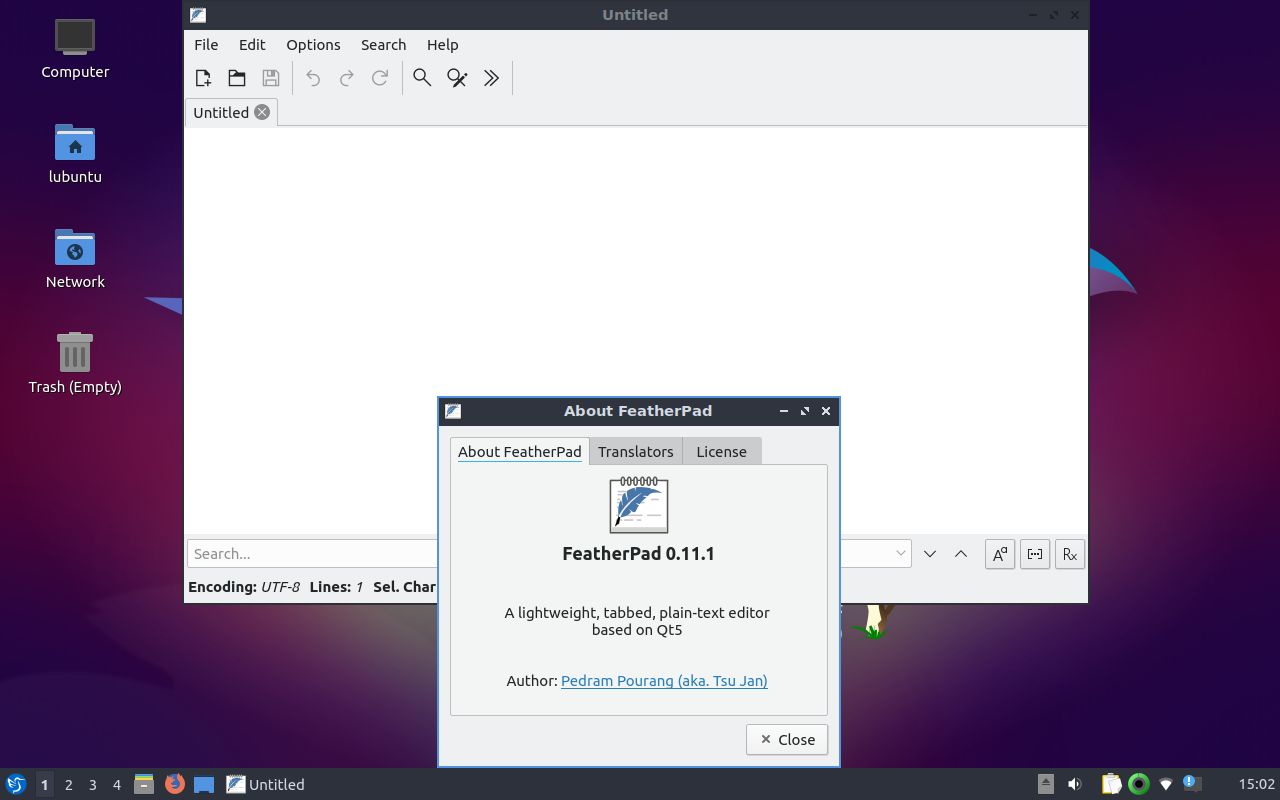 Untitled
File Edit Options Search Help
Untitled
Computer
lubuntu
Network
Trash (Empty)
About FeatherPad
About FeatherPad Translators License
FeatherPad 0.11.1
A lightweight, tabbed, plain-text editor
based on Qt5
Author: Pedram Pourang (aka. Tsu Jan)
Close
Search...
Aa
Rx
Encoding: UTF-8 Lines: 1 Sel. Char
1 2 3 4 Untitled 15:02